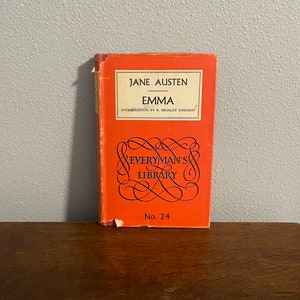 JANE AUSTEN
EMMA
INTRODUCTION BY R. BRIMLEY JOHNSON
EVERYMAN'S
LIBRARY
No. 24